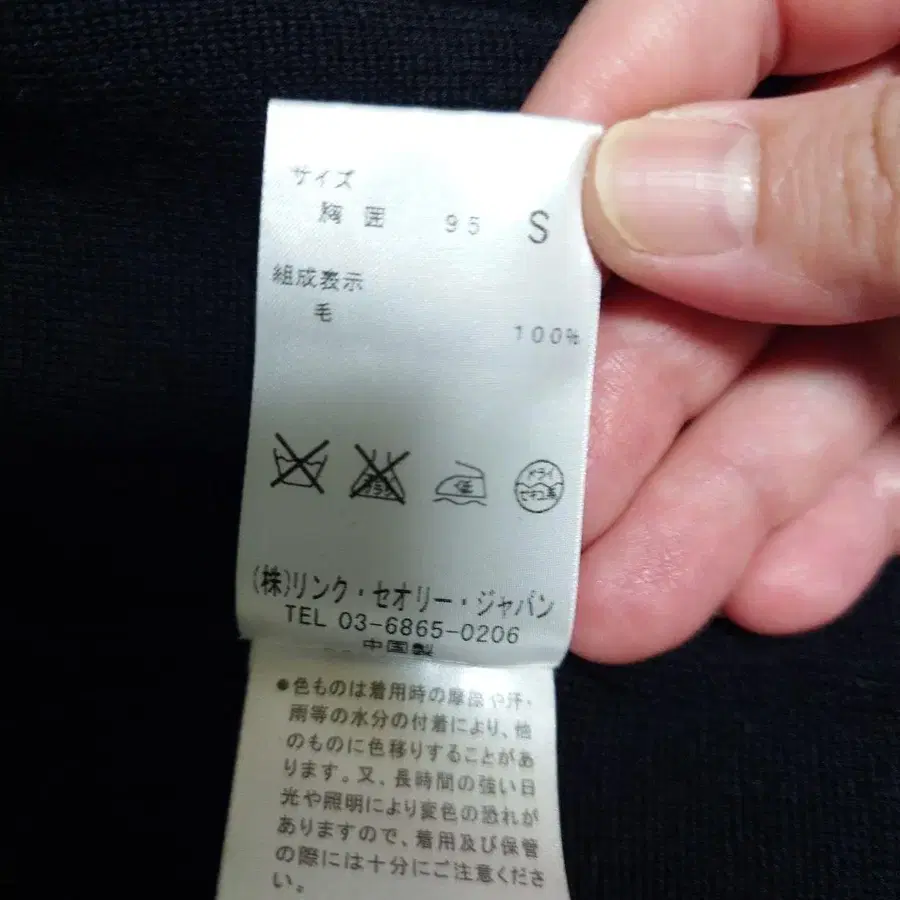 サイズ
胸囲 95 S
組成表示
毛
100%
低
ドライ
セキユ系
(株)リンク・セオリー・ジャパン
TEL 03-6865-0206
中国製
●色ものは着用時の摩擦や汗・
雨等の水分の付着により、他
のものに色移りすることがあ
ります。又、長時間の強い日
光や照明により変色の恐れが
ありますので、着用及び保管
の際には十分にご注意くださ
い。